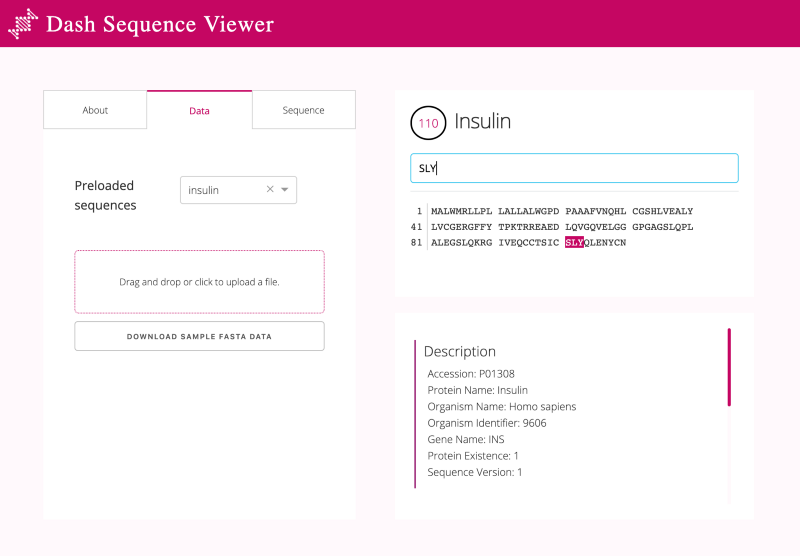 Dash Sequence Viewer
About
Data
Sequence
Preloaded
sequences
insulin
Drag and drop or click to upload a file.
DOWNLOAD SAMPLE FASTA DATA
110
Insulin
SLY
1 MALWMRLLPL LALLALWGPD PAAAFVNQHL CGSHLVEALY
41 LVCGERGFFY TPKTRREAED LQVGQVELGG GPGAGSLQPL
81 ALEGSLQKRG IVEQCCTSIC SLYQLENYCN
Description
Accession: P01308
Protein Name: Insulin
Organism Name: Homo sapiens
Organism Identifier: 9606
Gene Name: INS
Protein Existence: 1
Sequence Version: 1